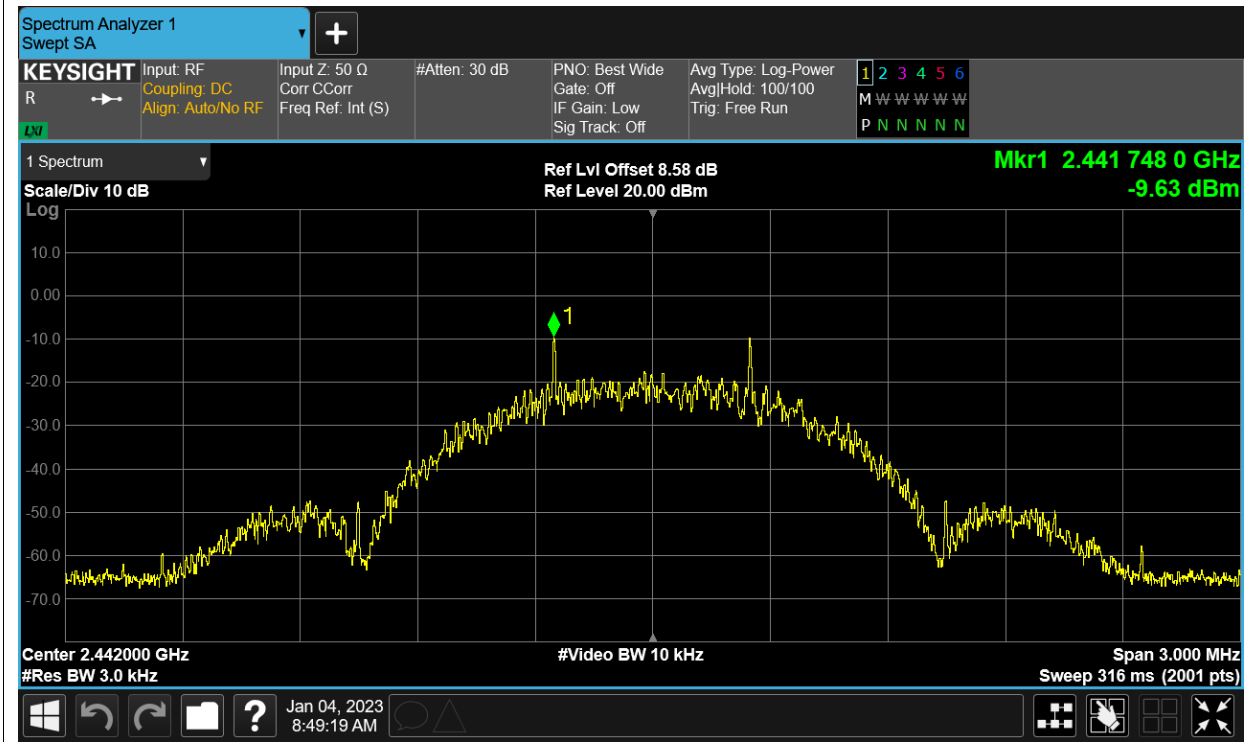 Spectrum Analyzer 1
Swept SA
KEYSIGHT
R
LXI
Input: RF
Coupling: DC
Align: Auto/No RF
Input Z: 50 Ω
Corr CCorr
Freq Ref: Int (S)
#Atten: 30 dB
PNO: Best Wide
Gate: Off
IF Gain: Low
Sig Track: Off
Avg Type: Log-Power
Avg|Hold: 100/100
Trig: Free Run
1 2 3 4 5 6
M W W W W W
P N N N N N N
1 Spectrum
Scale/Div 10 dB
Log
Ref Lvl Offset 8.58 dB
Ref Level 20.00 dBm
Mkr1 2.441 748 0 GHz
-9.63 dBm
10.0
0.00
-10.0
-20.0
-30.0
-40.0
-50.0
-60.0
-70.0
1
Center 2.442000 GHz
#Res BW 3.0 kHz
#Video BW 10 kHz
Span 3.000 MHz
Sweep 316 ms (2001 pts)
?
Jan 04, 2023
8:49:19 AM